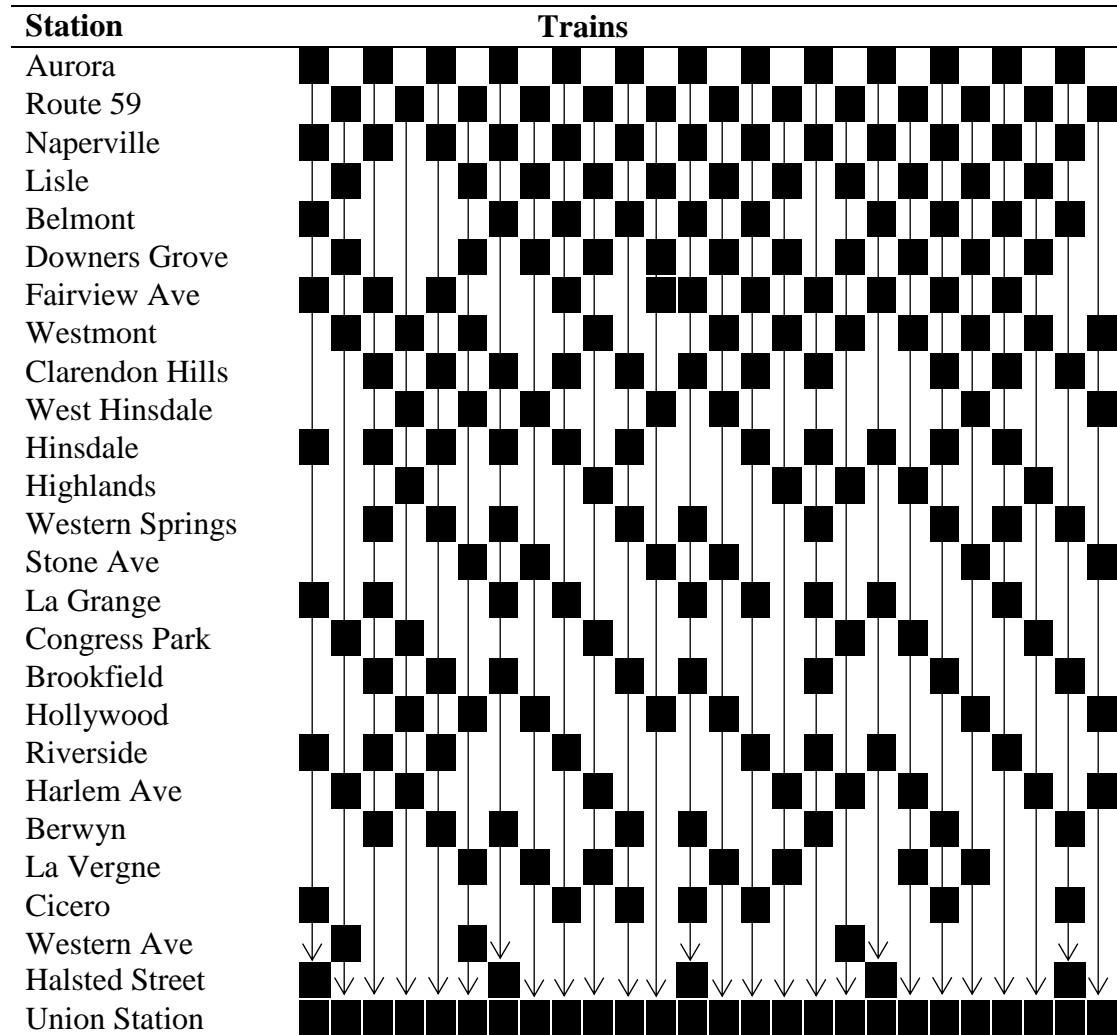 Station Trains
Aurora
Route 59
Naperville
Lisle
Belmont
Downers Grove
Fairview Ave
Westmont
Clarendon Hills
West Hinsdale
Hinsdale
Highlands
Western Springs
Stone Ave
La Grange
Congress Park
Brookfield
Hollywood
Riverside
Harlem Ave
Berwyn
La Vergne
Cicero
Western Ave
Halsted Street
Union Station